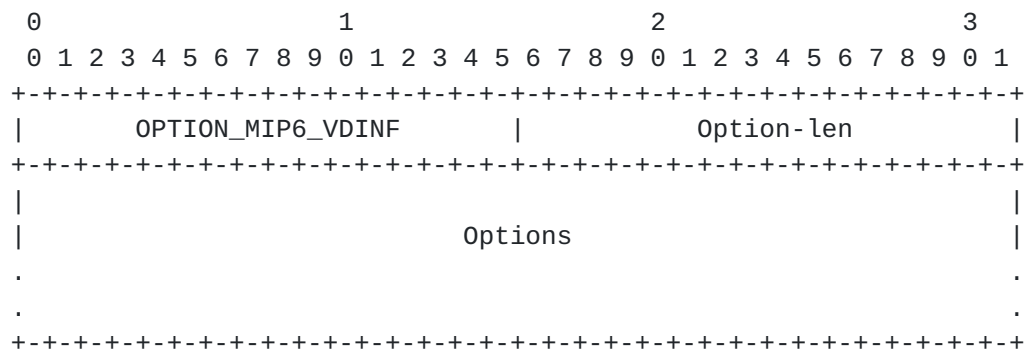 0                   1                   2                   3
 0 1 2 3 4 5 6 7 8 9 0 1 2 3 4 5 6 7 8 9 0 1 2 3 4 5 6 7 8 9 0 1
+-+-+-+-+-+-+-+-+-+-+-+-+-+-+-+-+-+-+-+-+-+-+-+-+-+-+-+-+-+-+-+-+
|       OPTION_MIP6_VDINF       |           Option-len          |
+-+-+-+-+-+-+-+-+-+-+-+-+-+-+-+-+-+-+-+-+-+-+-+-+-+-+-+-+-+-+-+-+
|                                                               |
|                            Options                            |
.                                                               .
.                                                               .
+-+-+-+-+-+-+-+-+-+-+-+-+-+-+-+-+-+-+-+-+-+-+-+-+-+-+-+-+-+-+-+-+